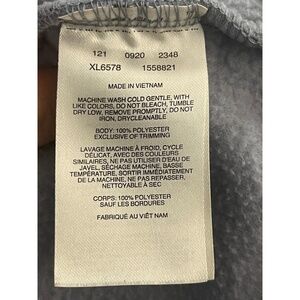 121 0920 2348
XL6578 1558821
MADE IN VIETNAM
MACHINE WASH COLD GENTLE, WITH
LIKE COLORS, DO NOT BLEACH, TUMBLE
DRY LOW, REMOVE PROMPTLY, DO NOT
IRON, DRYCLEANABLE
BODY: 100% POLYESTER
EXCLUSIVE OF TRIMMING
LAVAGE MACHINE À FROID, CYCLE
DÉLICAT, AVEC DES COULEURS
SIMILAIRES, NE PAS UTILISER D'EAU DE
JAVEL, SÉCHAGE MACHINE, BASSE
TEMPÉRATURE, SORTIR IMMÉDIATEMENT
DE LA MACHINE, NE PAS REPASSER,
NETTOYABLE À SEC
CORPS: 100% POLYESTER
SAUF LES BORDURES
FABRIQUÉ AU VIÊT NAM